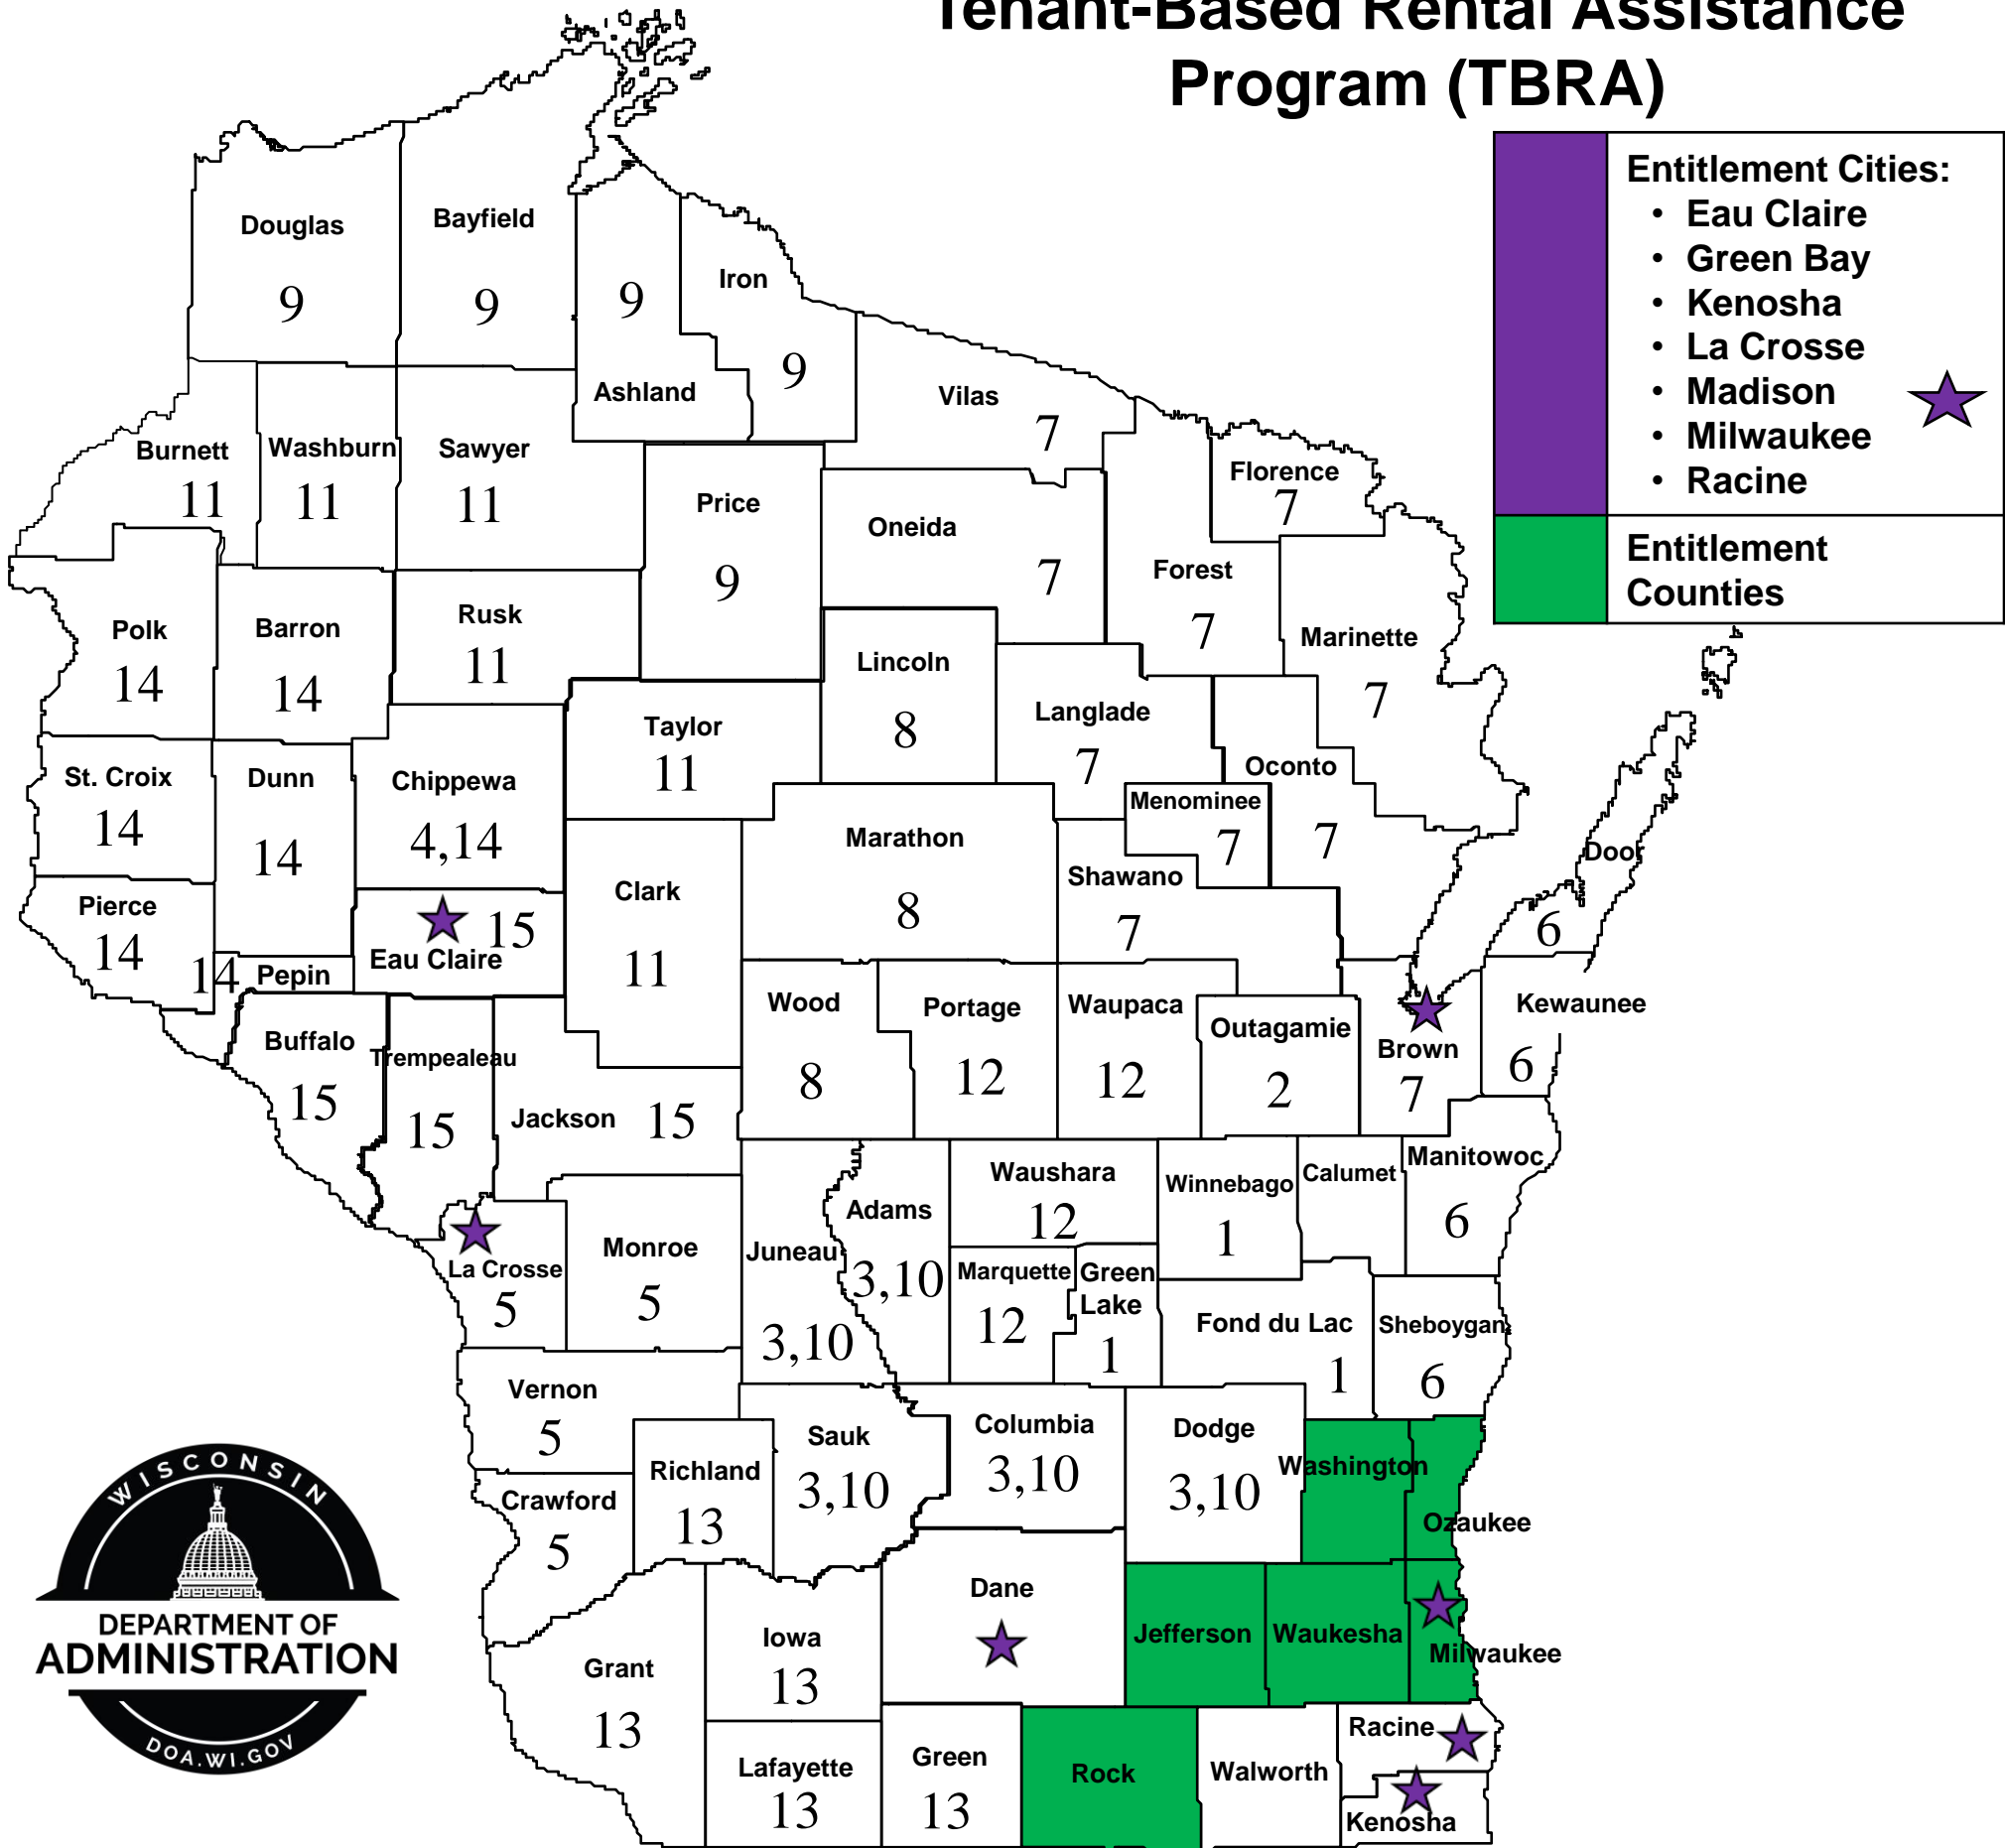 Tenant-Based Rental Assistance
Program (TBRA)
Entitlement Cities:
• Eau Claire
• Green Bay
• Kenosha
• La Crosse
• Madison
• Milwaukee
• Racine
Entitlement
Counties
Douglas
9
Bayfield
9
9
Ashland
Iron
9
Vilas
7
Burnett
11
Washburn
11
Sawyer
11
Price
9
Oneida
7
Florence
7
Forest
7
Marinette
7
Polk
14
Barron
14
Rusk
11
Lincoln
8
Langlade
7
Taylor
11
Oconto
7
St. Croix
14
Dunn
14
Chippewa
4,14
Menominee
7
Marathon
8
Shawano
7
Door
6
Clark
11
Pierce
14
14
Pepin
15
Eau Claire
Wood
8
Portage
12
Waupaca
12
Outagamie
2
Brown
7
Kewaunee
6
Buffalo
15
Trempealeau
15
Jackson
15
Waushara
12
Winnebago
1
Calumet
Manitowoc
6
La Crosse
5
Monroe
5
Juneau
3,10
Adams
3,10
Marquette
12
Green
Lake
1
Fond du Lac
1
Sheboygan
6
Vernon
5
Richland
13
Sauk
3,10
Columbia
3,10
Dodge
3,10
Washington
Ozaukee
Crawford
5
Dane
Jefferson
Waukesha
Milwaukee
Grant
13
Iowa
13
Lafayette
13
Green
13
Rock
Walworth
Racine
Kenosha
WISCONSIN
DEPARTMENT OF
ADMINISTRATION
DOA.WI.GOV